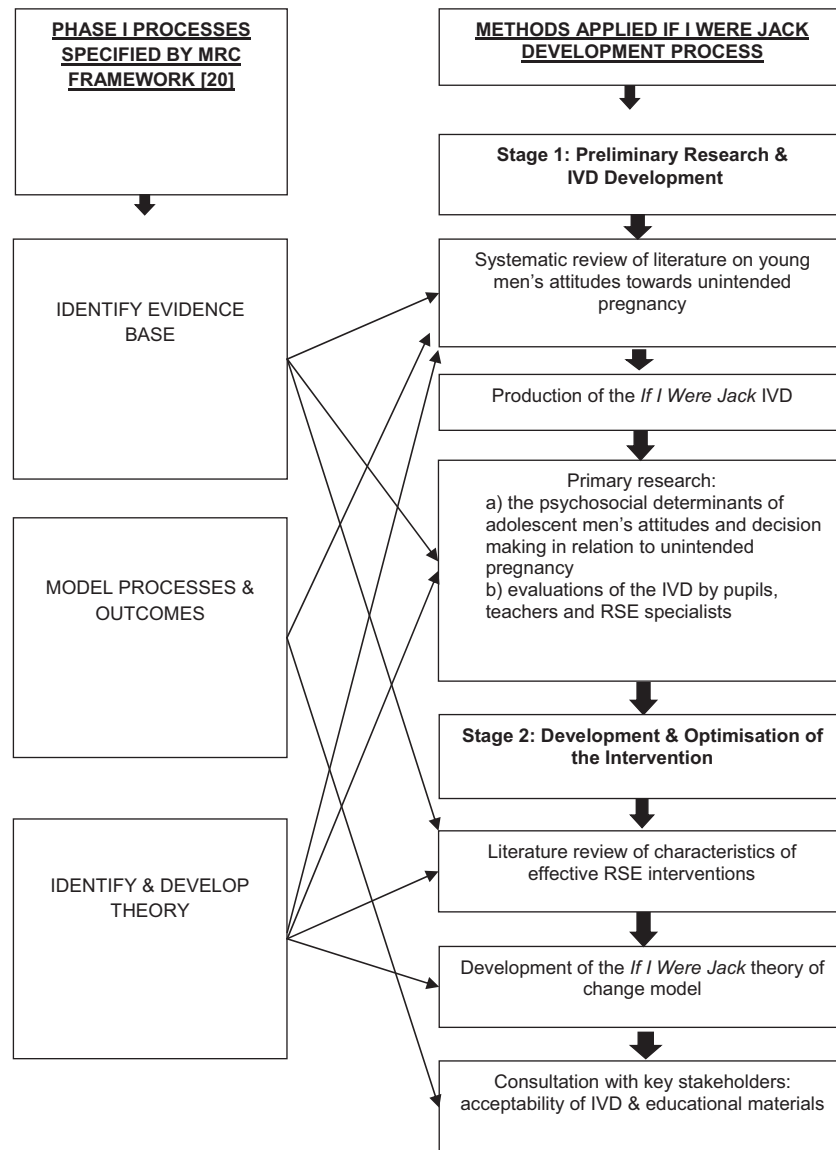 PHASE I PROCESSES
SPECIFIED BY MRC
FRAMEWORK [20]
IDENTIFY EVIDENCE
BASE
MODEL PROCESSES &
OUTCOMES
IDENTIFY & DEVELOP
THEORY
METHODS APPLIED IF I WERE JACK
DEVELOPMENT PROCESS
Stage 1: Preliminary Research &
IVD Development
Systematic review of literature on young
men’s attitudes towards unintended
pregnancy
Production of the If I Were Jack IVD
Primary research:
a) the psychosocial determinants of
adolescent men’s attitudes and decision
making in relation to unintended
pregnancy
b) evaluations of the IVD by pupils,
teachers and RSE specialists
Stage 2: Development & Optimisation of
the Intervention
Literature review of characteristics of
effective RSE interventions
Development of the If I Were Jack theory of
change model
Consultation with key stakeholders:
acceptability of IVD & educational materials